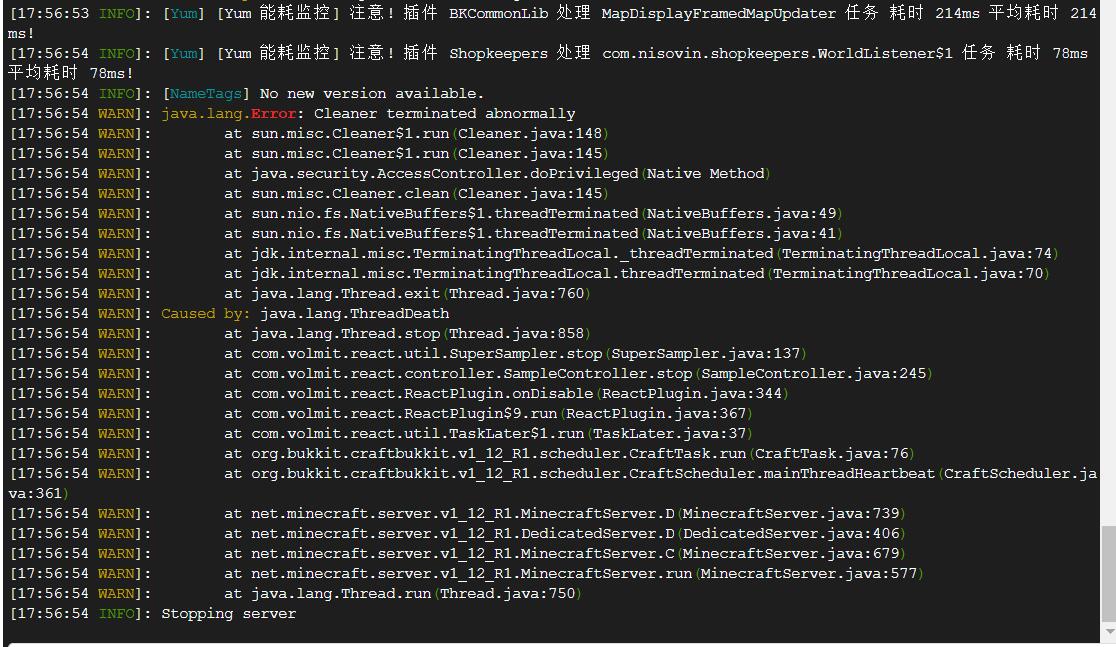 [17:56:53 INFO]: [Yum] [Yum 能耗监控] 注意! 插件 BKCommonLib 处理 MapDisplayFramedMapUpdater 任务 耗时 214ms 平均耗时 214
ms!
[17:56:54 INFO]: [Yum] [Yum 能耗监控] 注意! 插件 Shopkeepers 处理 com.nisovin.shopkeepers.WorldListener$1 任务 耗时 78ms
平均耗时 78ms!
[17:56:54 INFO]: [NameTags] No new version available.
[17:56:54 WARN]: java.lang.Error: Cleaner terminated abnormally
[17:56:54 WARN]: at sun.misc.Cleaner$1.run(Cleaner.java:148)
[17:56:54 WARN]: at sun.misc.Cleaner$1.run(Cleaner.java:145)
[17:56:54 WARN]: at java.security.AccessController.doPrivileged(Native Method)
[17:56:54 WARN]: at sun.misc.Cleaner.clean(Cleaner.java:145)
[17:56:54 WARN]: at sun.nio.fs.NativeBuffers$1.threadTerminated(NativeBuffers.java:49)
[17:56:54 WARN]: at sun.nio.fs.NativeBuffers$1.threadTerminated(NativeBuffers.java:41)
[17:56:54 WARN]: at jdk.internal.misc.TerminatingThreadLocal._threadTerminated(TerminatingThreadLocal.java:74)
[17:56:54 WARN]: at jdk.internal.misc.TerminatingThreadLocal.threadTerminated(TerminatingThreadLocal.java:70)
[17:56:54 WARN]: at java.lang.Thread.exit(Thread.java:760)
[17:56:54 WARN]: Caused by: java.lang.ThreadDeath
[17:56:54 WARN]: at java.lang.Thread.stop(Thread.java:858)
[17:56:54 WARN]: at com.volmit.react.util.SuperSampler.stop(SuperSampler.java:137)
[17:56:54 WARN]: at com.volmit.react.controller.SampleController.stop(SampleController.java:245)
[17:56:54 WARN]: at com.volmit.react.ReactPlugin.onDisable(ReactPlugin.java:344)
[17:56:54 WARN]: at com.volmit.react.ReactPlugin$9.run(ReactPlugin.java:367)
[17:56:54 WARN]: at com.volmit.react.util.TaskLater$1.run(TaskLater.java:37)
[17:56:54 WARN]: at org.bukkit.craftbukkit.v1_12_R1.scheduler.CraftTask.run(CraftTask.java:76)
[17:56:54 WARN]: at org.bukkit.craftbukkit.v1_12_R1.scheduler.CraftScheduler.mainThreadHeartbeat(CraftScheduler.ja
va:361)
[17:56:54 WARN]: at net.minecraft.server.v1_12_R1.MinecraftServer.D(MinecraftServer.java:739)
[17:56:54 WARN]: at net.minecraft.server.v1_12_R1.DedicatedServer.D(DedicatedServer.java:406)
[17:56:54 WARN]: at net.minecraft.server.v1_12_R1.MinecraftServer.C(MinecraftServer.java:679)
[17:56:54 WARN]: at net.minecraft.server.v1_12_R1.MinecraftServer.run(MinecraftServer.java:577)
[17:56:54 WARN]: at java.lang.Thread.run(Thread.java:750)
[17:56:54 INFO]: Stopping server